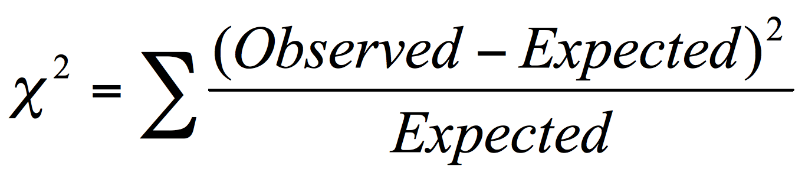 χ² = ∑ (Observed – Expected)² / Expected